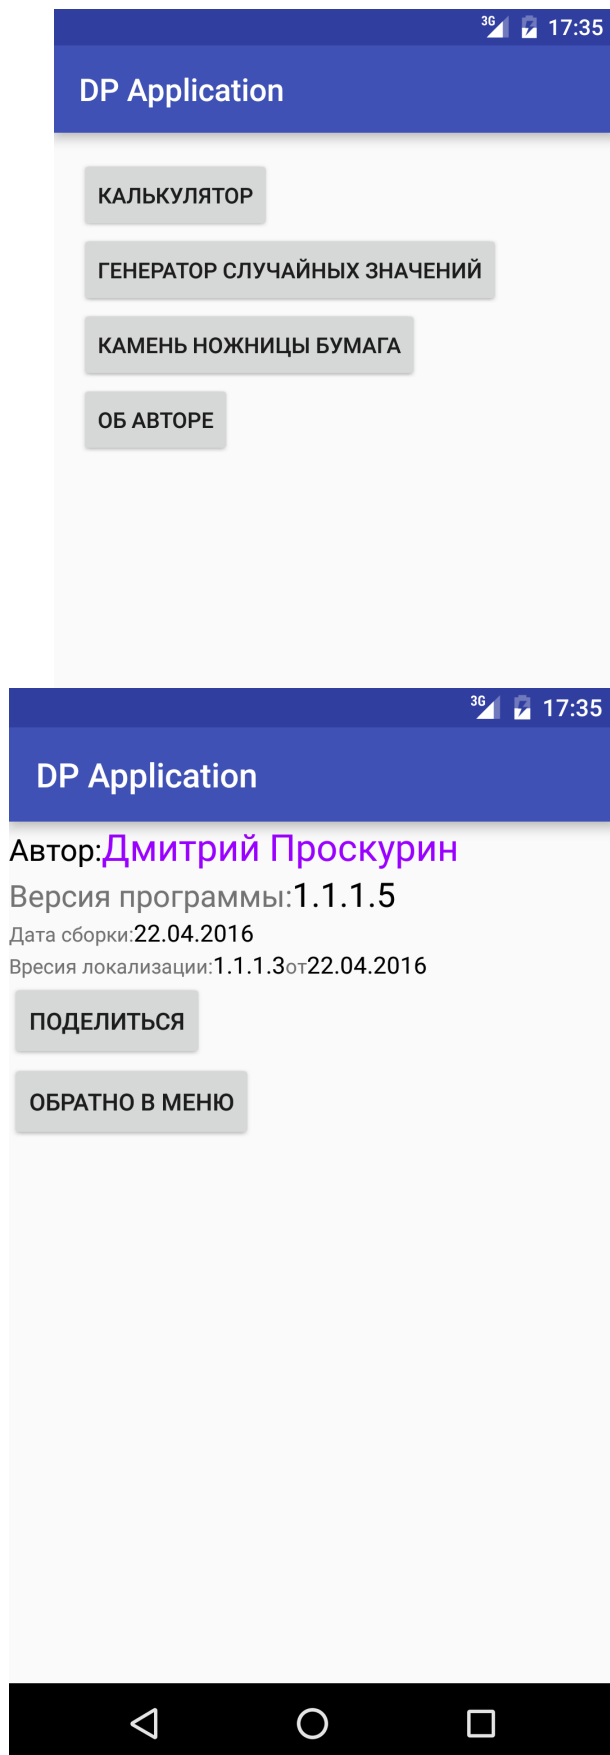 3G 17:35
DP Application
КАЛЬКУЛЯТОР
ГЕНЕРАТОР СЛУЧАЙНЫХ ЗНАЧЕНИЙ
КАМЕНЬ НОЖНИЦЫ БУМАГА
ОБ АВТОРЕ
3G 17:35
DP Application
Автор:Дмитрий Проскурин
Версия программы:1.1.1.5
Дата сборки:22.04.2016
Вресия локализации:1.1.1.3от22.04.2016
ПОДЕЛИТЬСЯ
ОБРАТНО В МЕНЮ